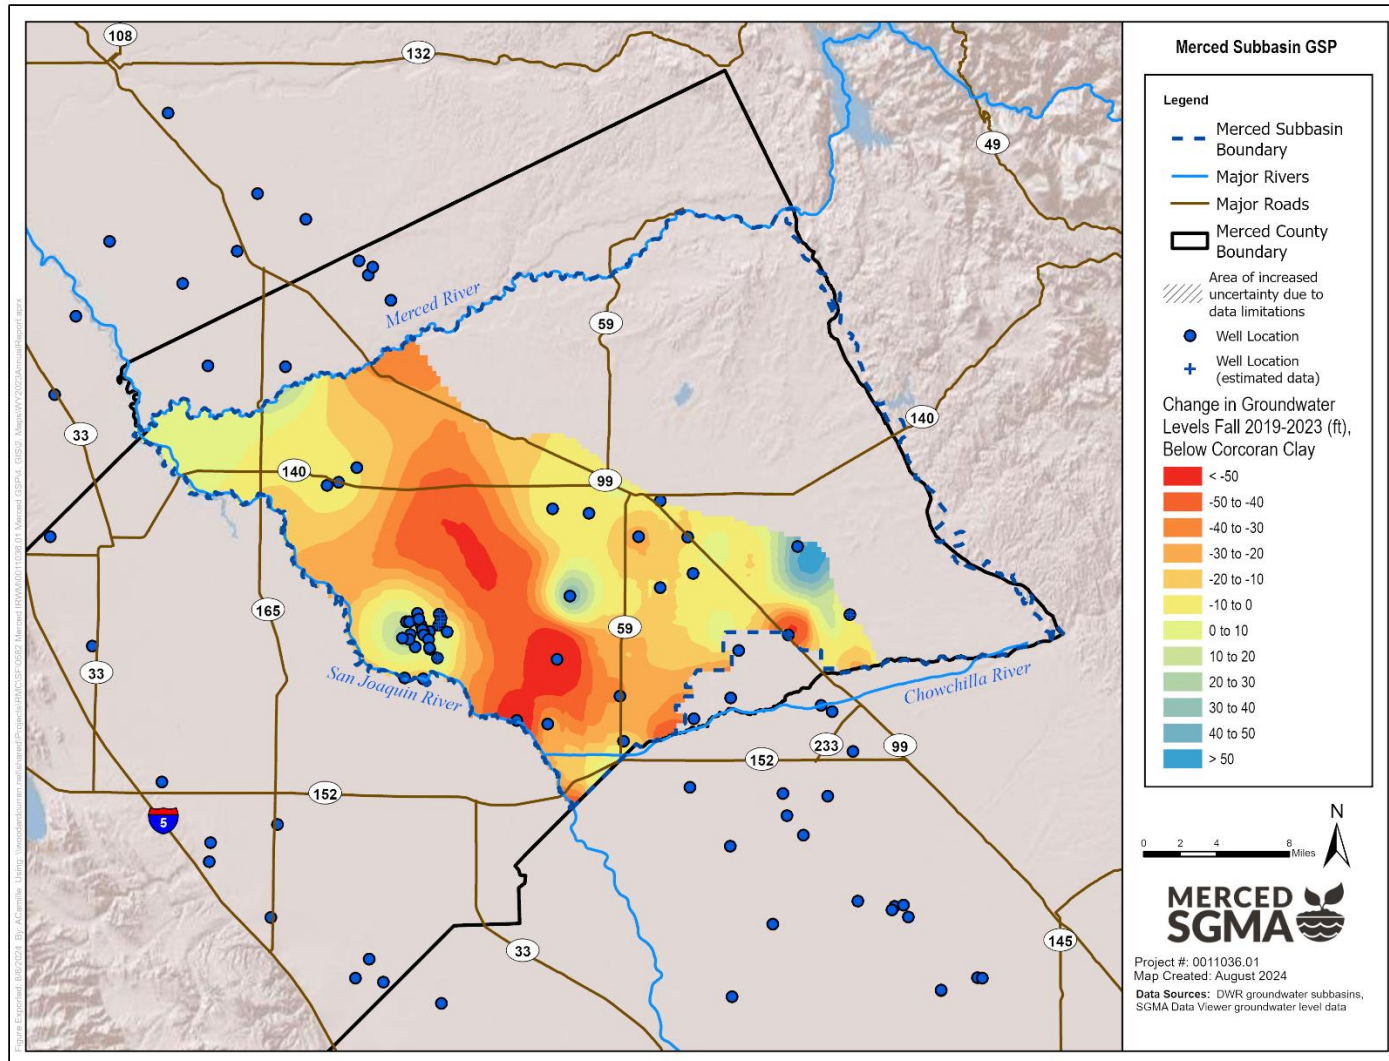 Merced Subbasin GSP
Legend
Merced Subbasin
Boundary
Major Rivers
Major Roads
Merced County
Boundary
Area of increased
uncertainty due to
data limitations
Well Location
Well Location
(estimated data)
Change in Groundwater
Levels Fall 2019-2023 (ft),
Below Corcoran Clay
< -50
-50 to -40
-40 to -30
-30 to -20
-20 to -10
-10 to 0
0 to 10
10 to 20
20 to 30
30 to 40
40 to 50
> 50
N
0 2 4 8
Miles
MERCED
SGMA
Project #: 0011036.01
Map Created: August 2024
Data Sources: DWR groundwater subbasins,
SGMA Data Viewer groundwater level data
108
132
49
Merced River
59
140
33
140
99
165
59
33
San Joaquin River
Chowchilla River
233
99
152
152
5
33
145